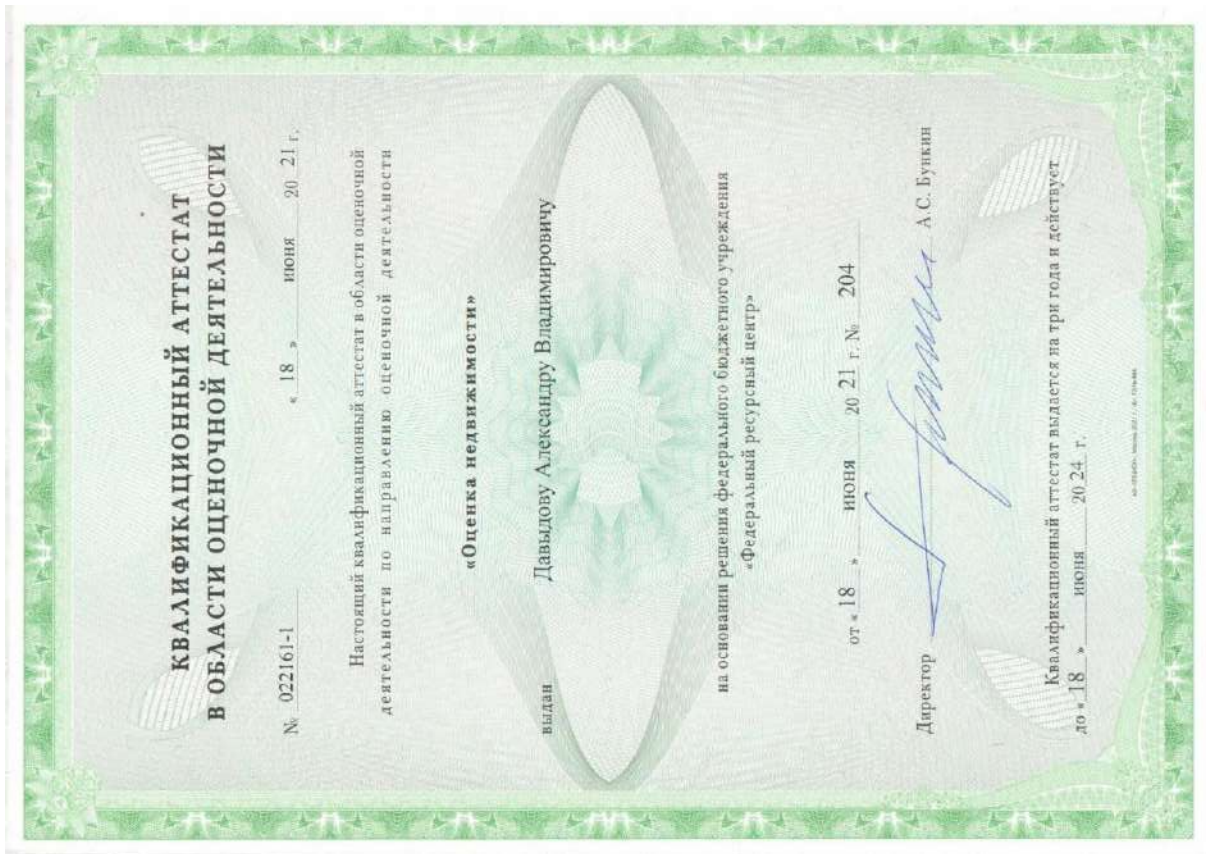 КВАЛИФИКАЦИОННЫЙ АТТЕСТАТ
В ОБЛАСТИ ОЦЕНОЧНОЙ ДЕЯТЕЛЬНОСТИ
№ 022161-1 « 18 » июня 20 21 г.
Настоящий квалификационный аттестат в области оценочной
деятельности по направлению оценочной деятельности
«Оценка недвижимости»
выдан Давыдову Александру Владимировичу
на основании решения федерального бюджетного учреждения
«Федеральный ресурсный центр»
от « 18 » июня 20 21 г. № 204
Директор А.С. Бункин
Квалификационный аттестат выдается на три года и действует
до « 18 » июня 20 24 г.